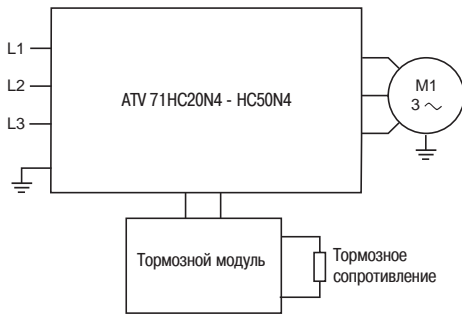 L1
L2
L3
ATV 71HC20N4 - HC50N4
M1
3 ~
Тормозной модуль
Тормозное
сопротивление